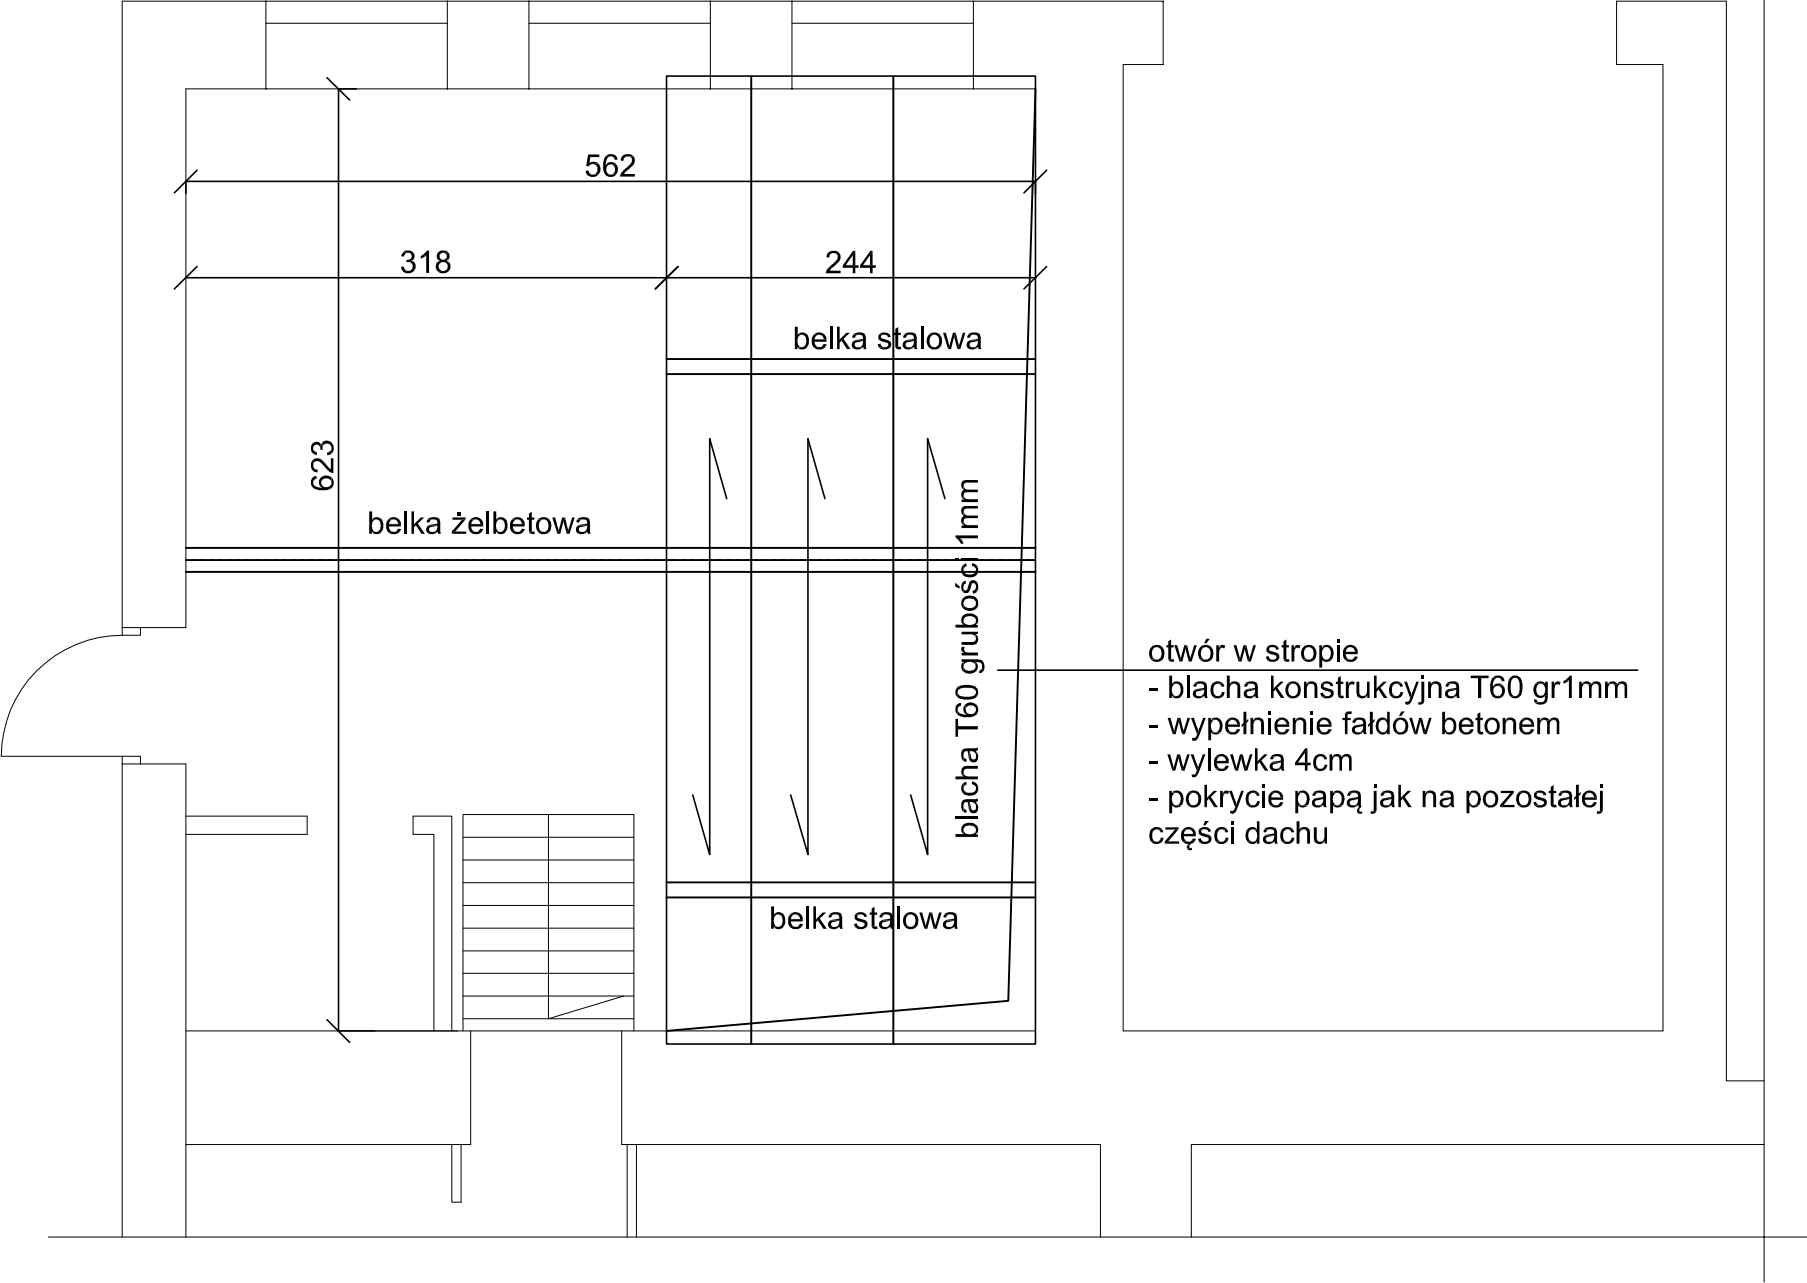 562
318
244
belka stalowa
623
belka żelbetowa
blacha T60 grubości 1mm
otwór w stropie
- blacha konstrukcyjna T60 gr1mm
- wypełnienie fałdów betonem
- wylewka 4cm
- pokrycie papą jak na pozostałej
części dachu
belka stalowa